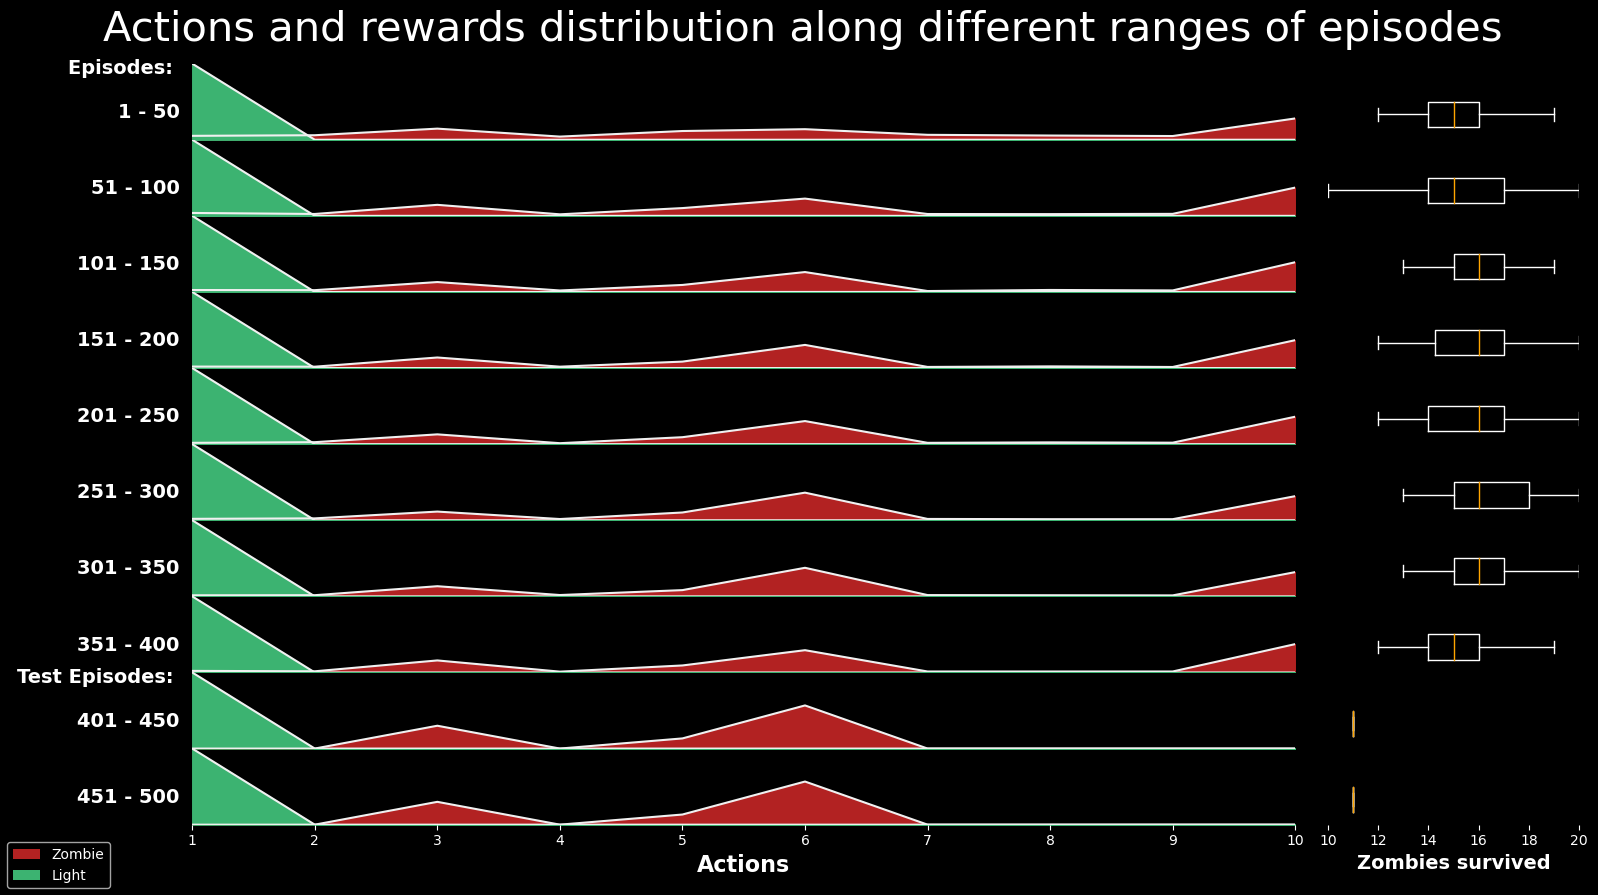 Actions and rewards distribution along different ranges of episodes
Episodes:
1 - 50
51 - 100
101 - 150
151 - 200
201 - 250
251 - 300
301 - 350
351 - 400
Test Episodes:
401 - 450
451 - 500
1 2 3 4 5 6 7 8 9 10
10 12 14 16 18 20
Actions
Zombies survived
Zombie
Light